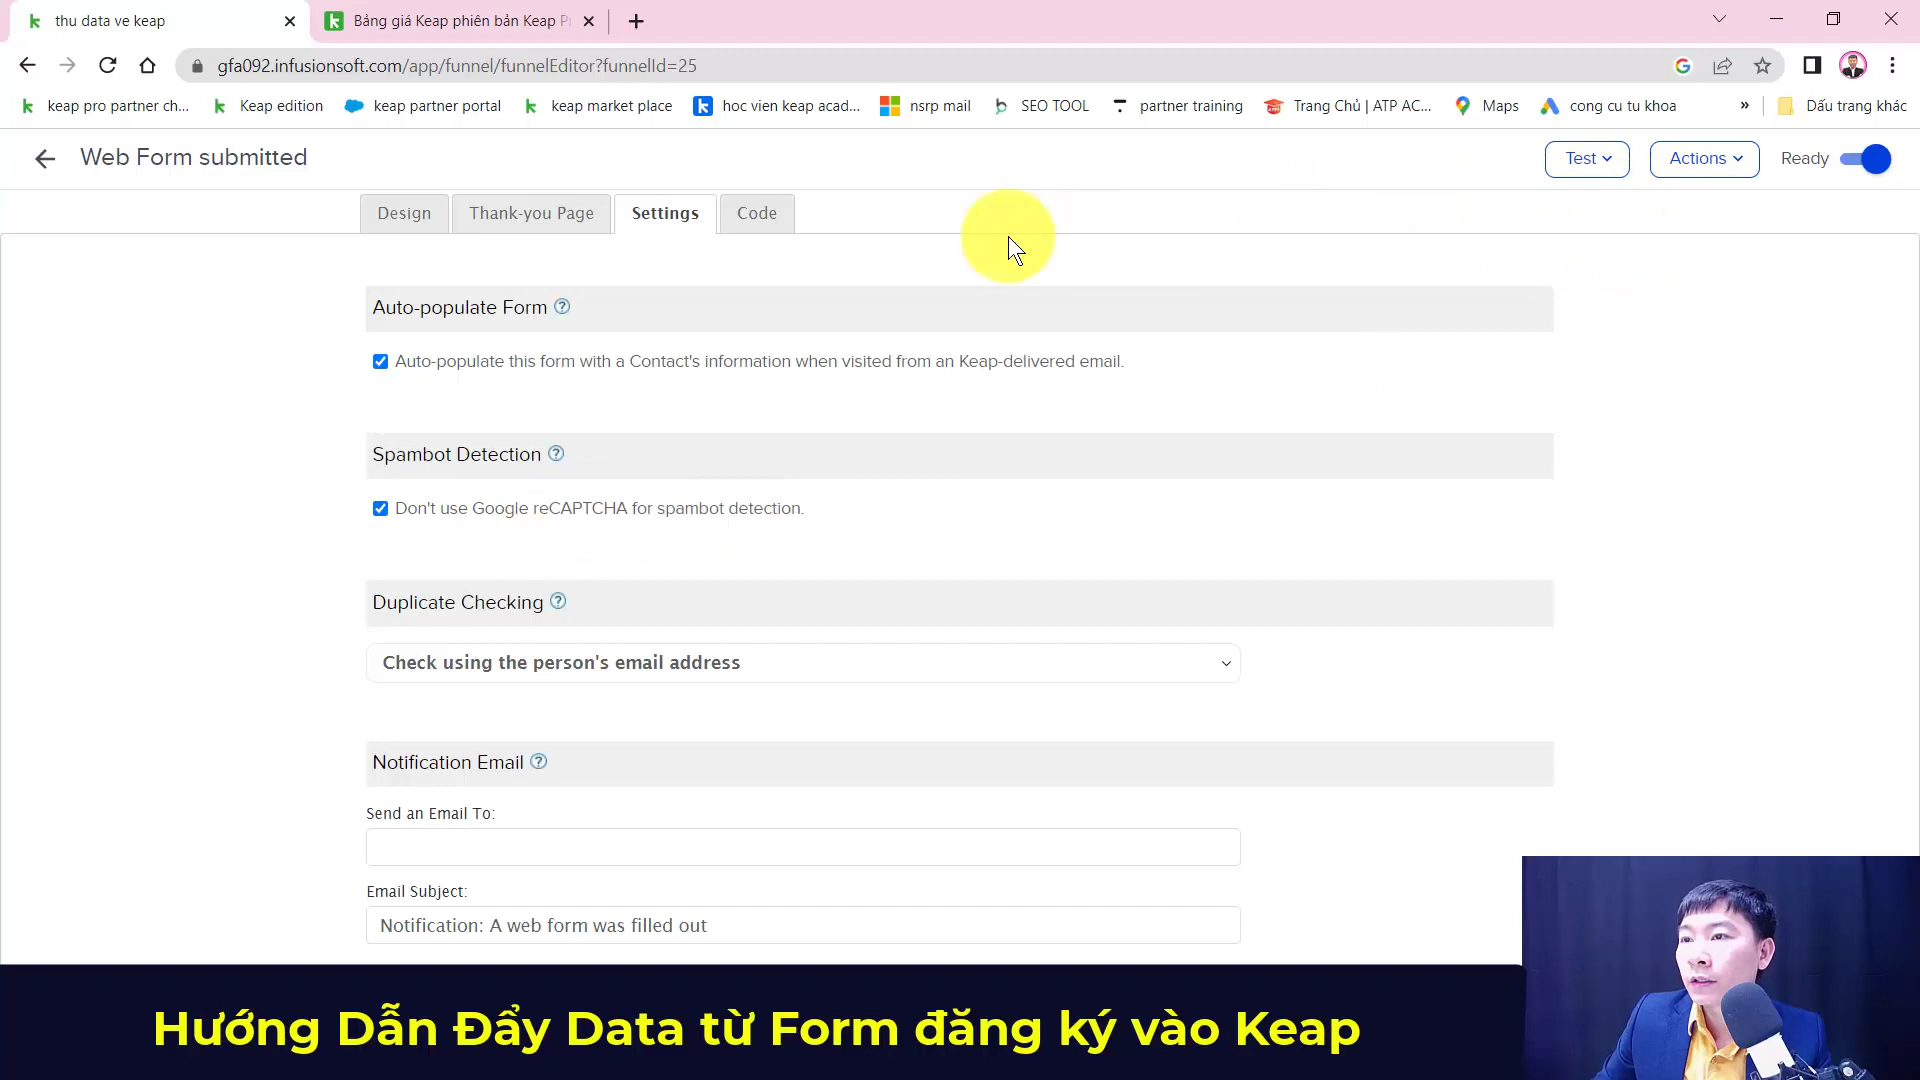 thu data ve keap
Bảng giá Keap phiên bản Keap P
gfa092.infusionsoft.com/app/funnel/funnelEditor?funnelId=25
keap pro partner ch... Keap edition keap partner portal keap market place hoc vien keap acad... nsrp mail SEO TOOL partner training Trang Chủ | ATP AC... Maps cong cu tu khoa » Dấu trang khác
Web Form submitted
Test Actions Ready
Design Thank-you Page Settings Code
Auto-populate Form ?
Auto-populate this form with a Contact's information when visited from an Keap-delivered email.
Spambot Detection ?
Don't use Google reCAPTCHA for spambot detection.
Duplicate Checking ?
Check using the person's email address
Notification Email ?
Send an Email To:
Email Subject:
Notification: A web form was filled out
Hướng Dẫn Đẩy Data từ Form đăng ký vào Keap